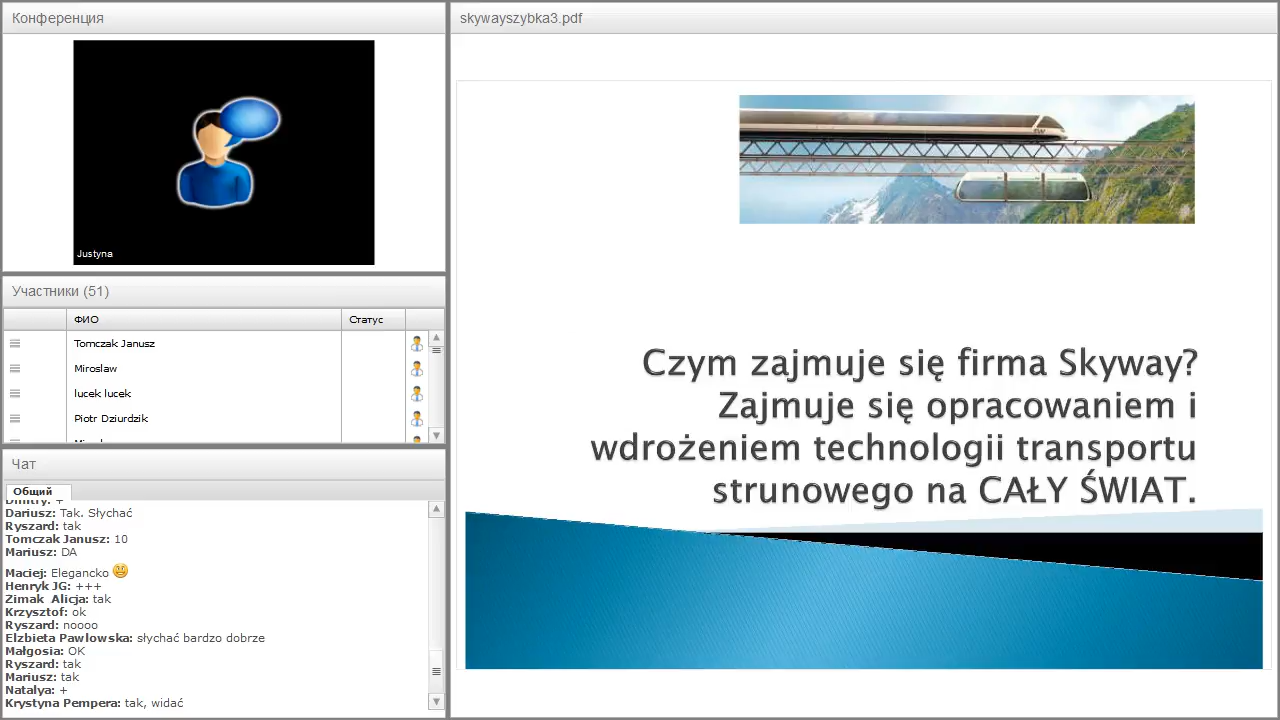 Конференция
Justyna
Участники (51)
ФИО
Статус
Tomczak Janusz
Miroslaw
lucek lucek
Piotr Dziurdzik
Чат
Общий
Dmitry: +
Dariusz: Tak. Słychać
Ryszard: tak
Tomczak Janusz: 10
Mariusz: DA
Maciej: Elegancko
Henryk JG: +++
Zimak Alicja: tak
Krzysztof: ok
Ryszard: noooo
Elzbieta Pawlowska: słychać bardzo dobrze
Małgosia: OK
Ryszard: tak
Mariusz: tak
Natalya: +
Krystyna Pempera: tak, widać
skywayszybka3.pdf
SW
Czym zajmuje się firma Skyway?
Zajmuje się opracowaniem i
wdrożeniem technologii transportu
strunowego na CAŁY ŚWIAT.